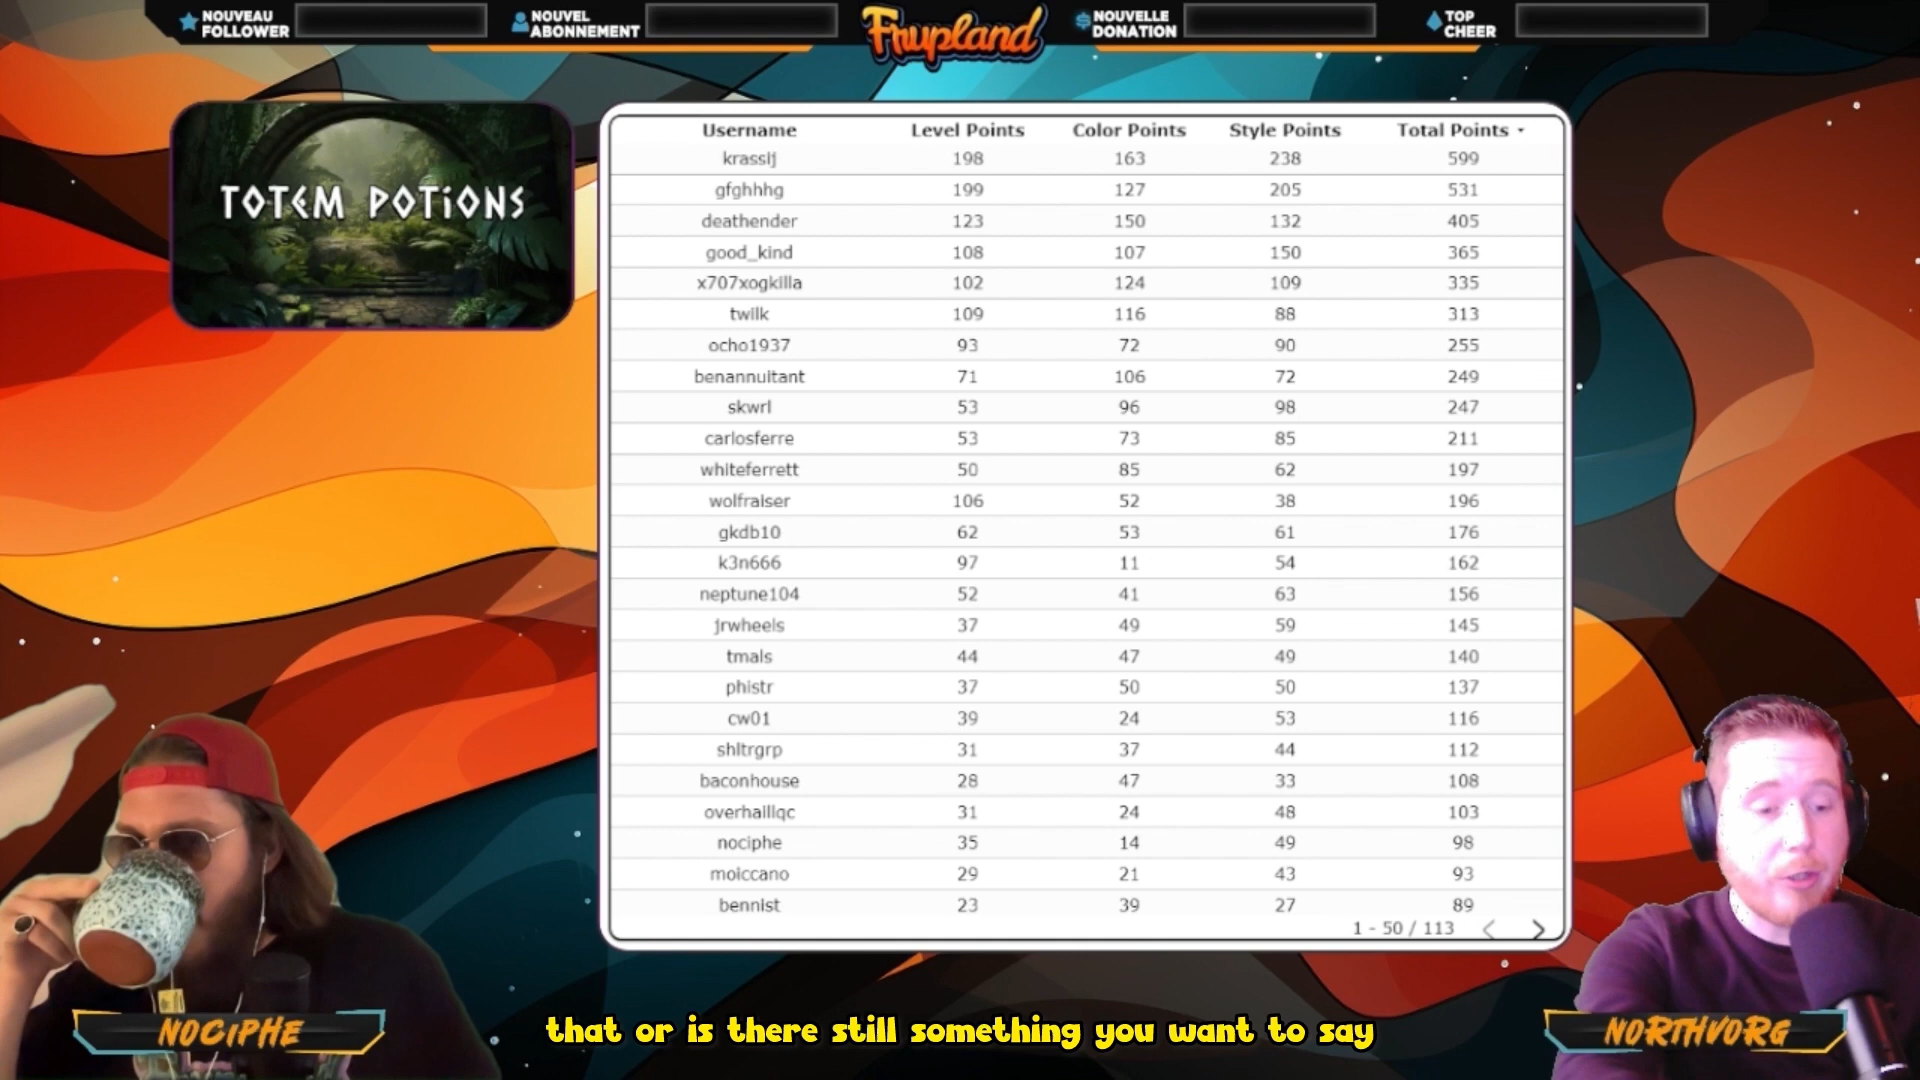 NOUVEAU
FOLLOWER
NOUVEL
ABONNEMENT
Frupland
NOUVELLE
DONATION
TOP
CHEER
TOTEM POTIONS
Username Level Points Color Points Style Points Total Points
krasslj 198 163 238 599
gfghhhg 199 127 205 531
deathender 123 150 132 405
good_kind 108 107 150 365
x707xogkilla 102 124 109 335
twilk 109 116 88 313
ocho1937 93 72 90 255
benannuitant 71 106 72 249
skwrl 53 96 98 247
carlosferre 53 73 85 211
whiteferrett 50 85 62 197
wolfraiser 106 52 38 196
gkdb10 62 53 61 176
k3n666 97 11 54 162
neptune104 52 41 63 156
jrwheels 37 49 59 145
tmals 44 47 49 140
phistr 37 50 50 137
cw01 39 24 53 116
shltrgrp 31 37 44 112
baconhouse 28 47 33 108
overhallqc 31 24 48 103
nociphe 35 14 49 98
moiccano 29 21 43 93
bennist 23 39 27 89
1 - 50 / 113
NOCiPHE
that or is there still something you want to say
NORTHVORG